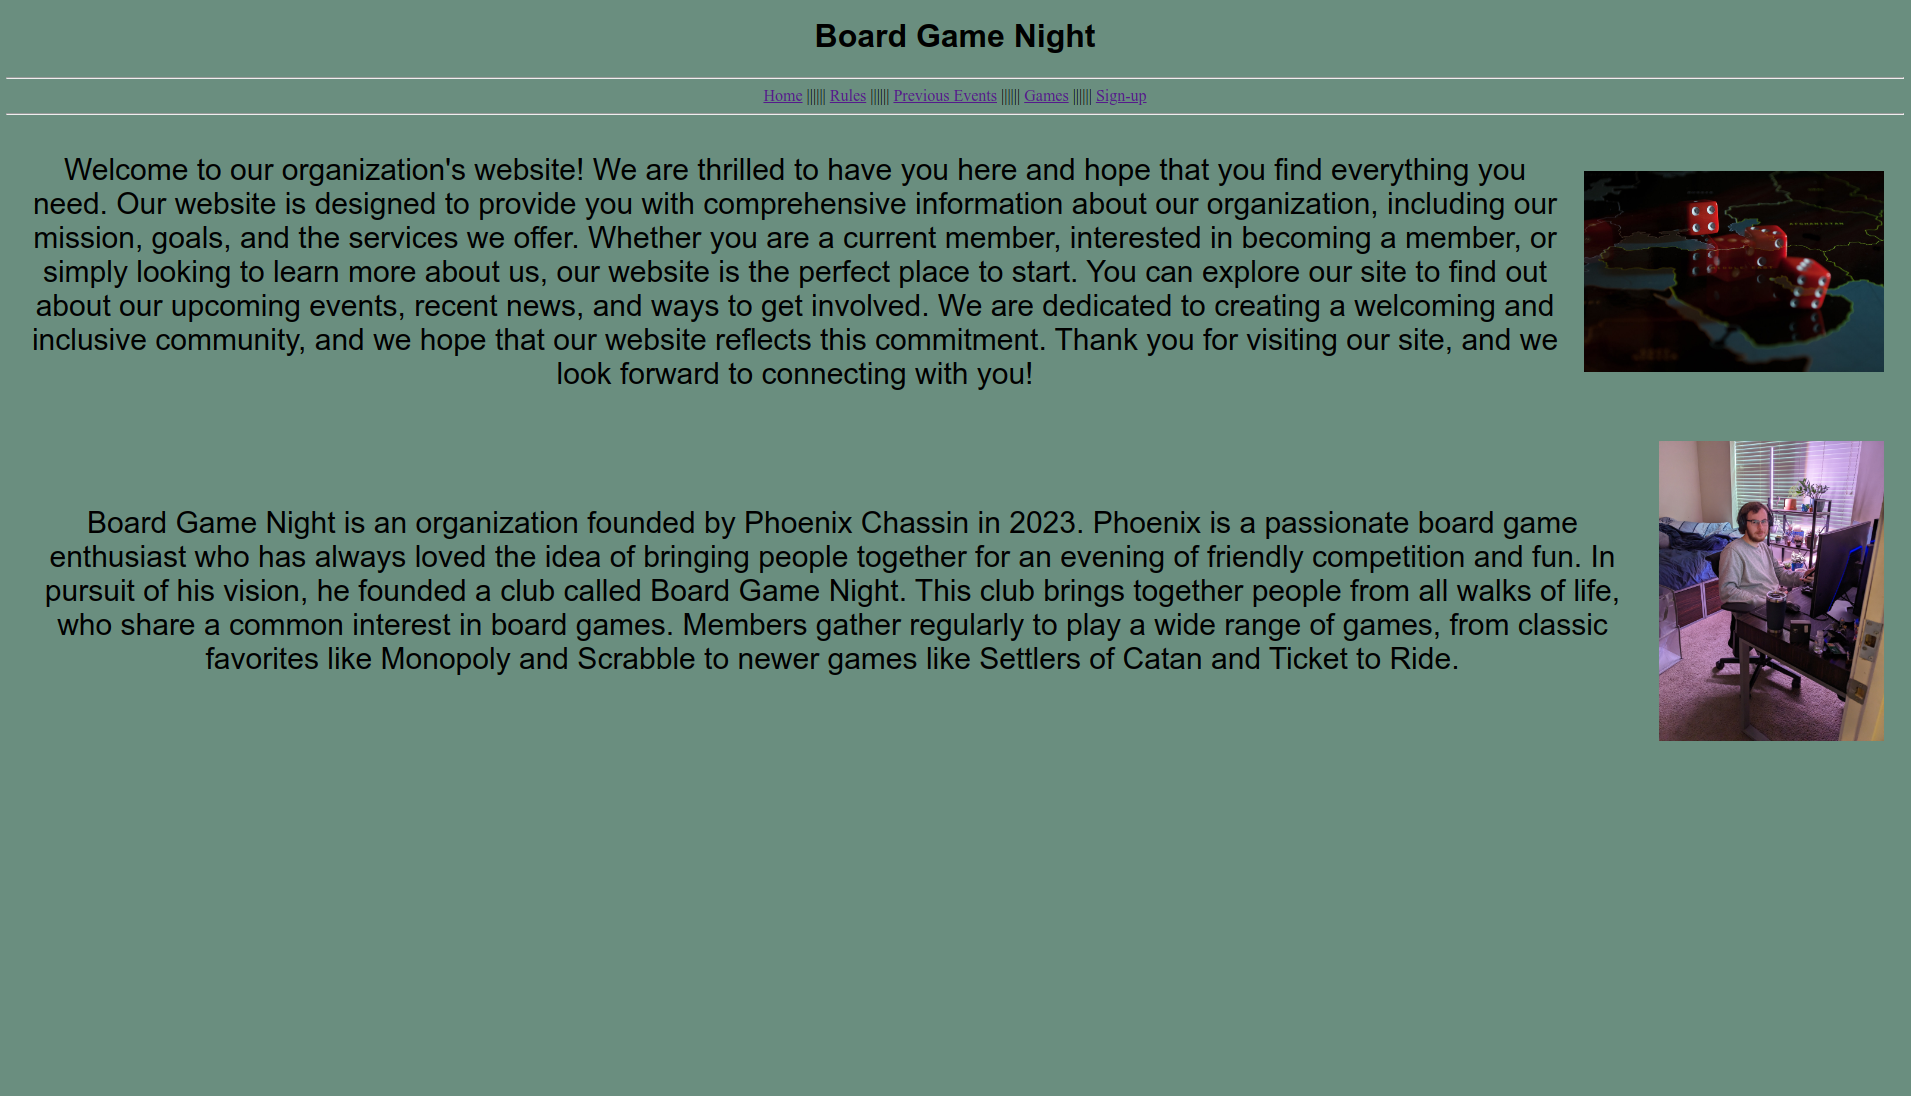 Board Game Night
Home |||||| Rules |||||| Previous Events |||||| Games |||||| Sign-up
Welcome to our organization's website! We are thrilled to have you here and hope that you find everything you
need. Our website is designed to provide you with comprehensive information about our organization, including our
mission, goals, and the services we offer. Whether you are a current member, interested in becoming a member, or
simply looking to learn more about us, our website is the perfect place to start. You can explore our site to find out
about our upcoming events, recent news, and ways to get involved. We are dedicated to creating a welcoming and
inclusive community, and we hope that our website reflects this commitment. Thank you for visiting our site, and we
look forward to connecting with you!
AFGHANISTAN
Board Game Night is an organization founded by Phoenix Chassin in 2023. Phoenix is a passionate board game
enthusiast who has always loved the idea of bringing people together for an evening of friendly competition and fun. In
pursuit of his vision, he founded a club called Board Game Night. This club brings together people from all walks of life,
who share a common interest in board games. Members gather regularly to play a wide range of games, from classic
favorites like Monopoly and Scrabble to newer games like Settlers of Catan and Ticket to Ride.